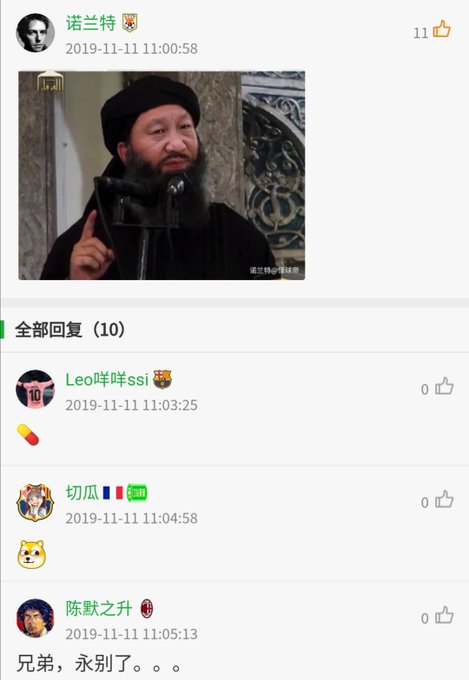 诺兰特
2019-11-11 11:00:58
11
诺兰特@懂球帝
全部回复（10）
Leo咩咩ssi
2019-11-11 11:03:25
0
10
切瓜
2019-11-11 11:04:58
0
陈默之升
2019-11-11 11:05:13
0
兄弟，永别了。。。